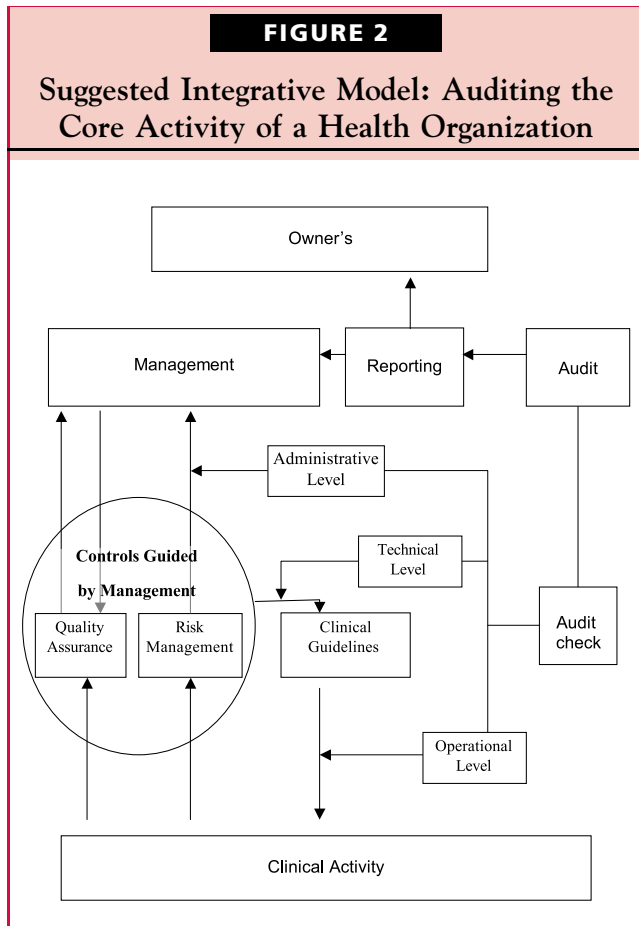 FIGURE 2
Suggested Integrative Model: Auditing the
Core Activity of a Health Organization
Owner's
Management
Reporting
Audit
Administrative
Level
Controls Guided
by Management
Technical
Level
Quality
Assurance
Risk
Management
Clinical
Guidelines
Audit
check
Operational
Level
Clinical Activity